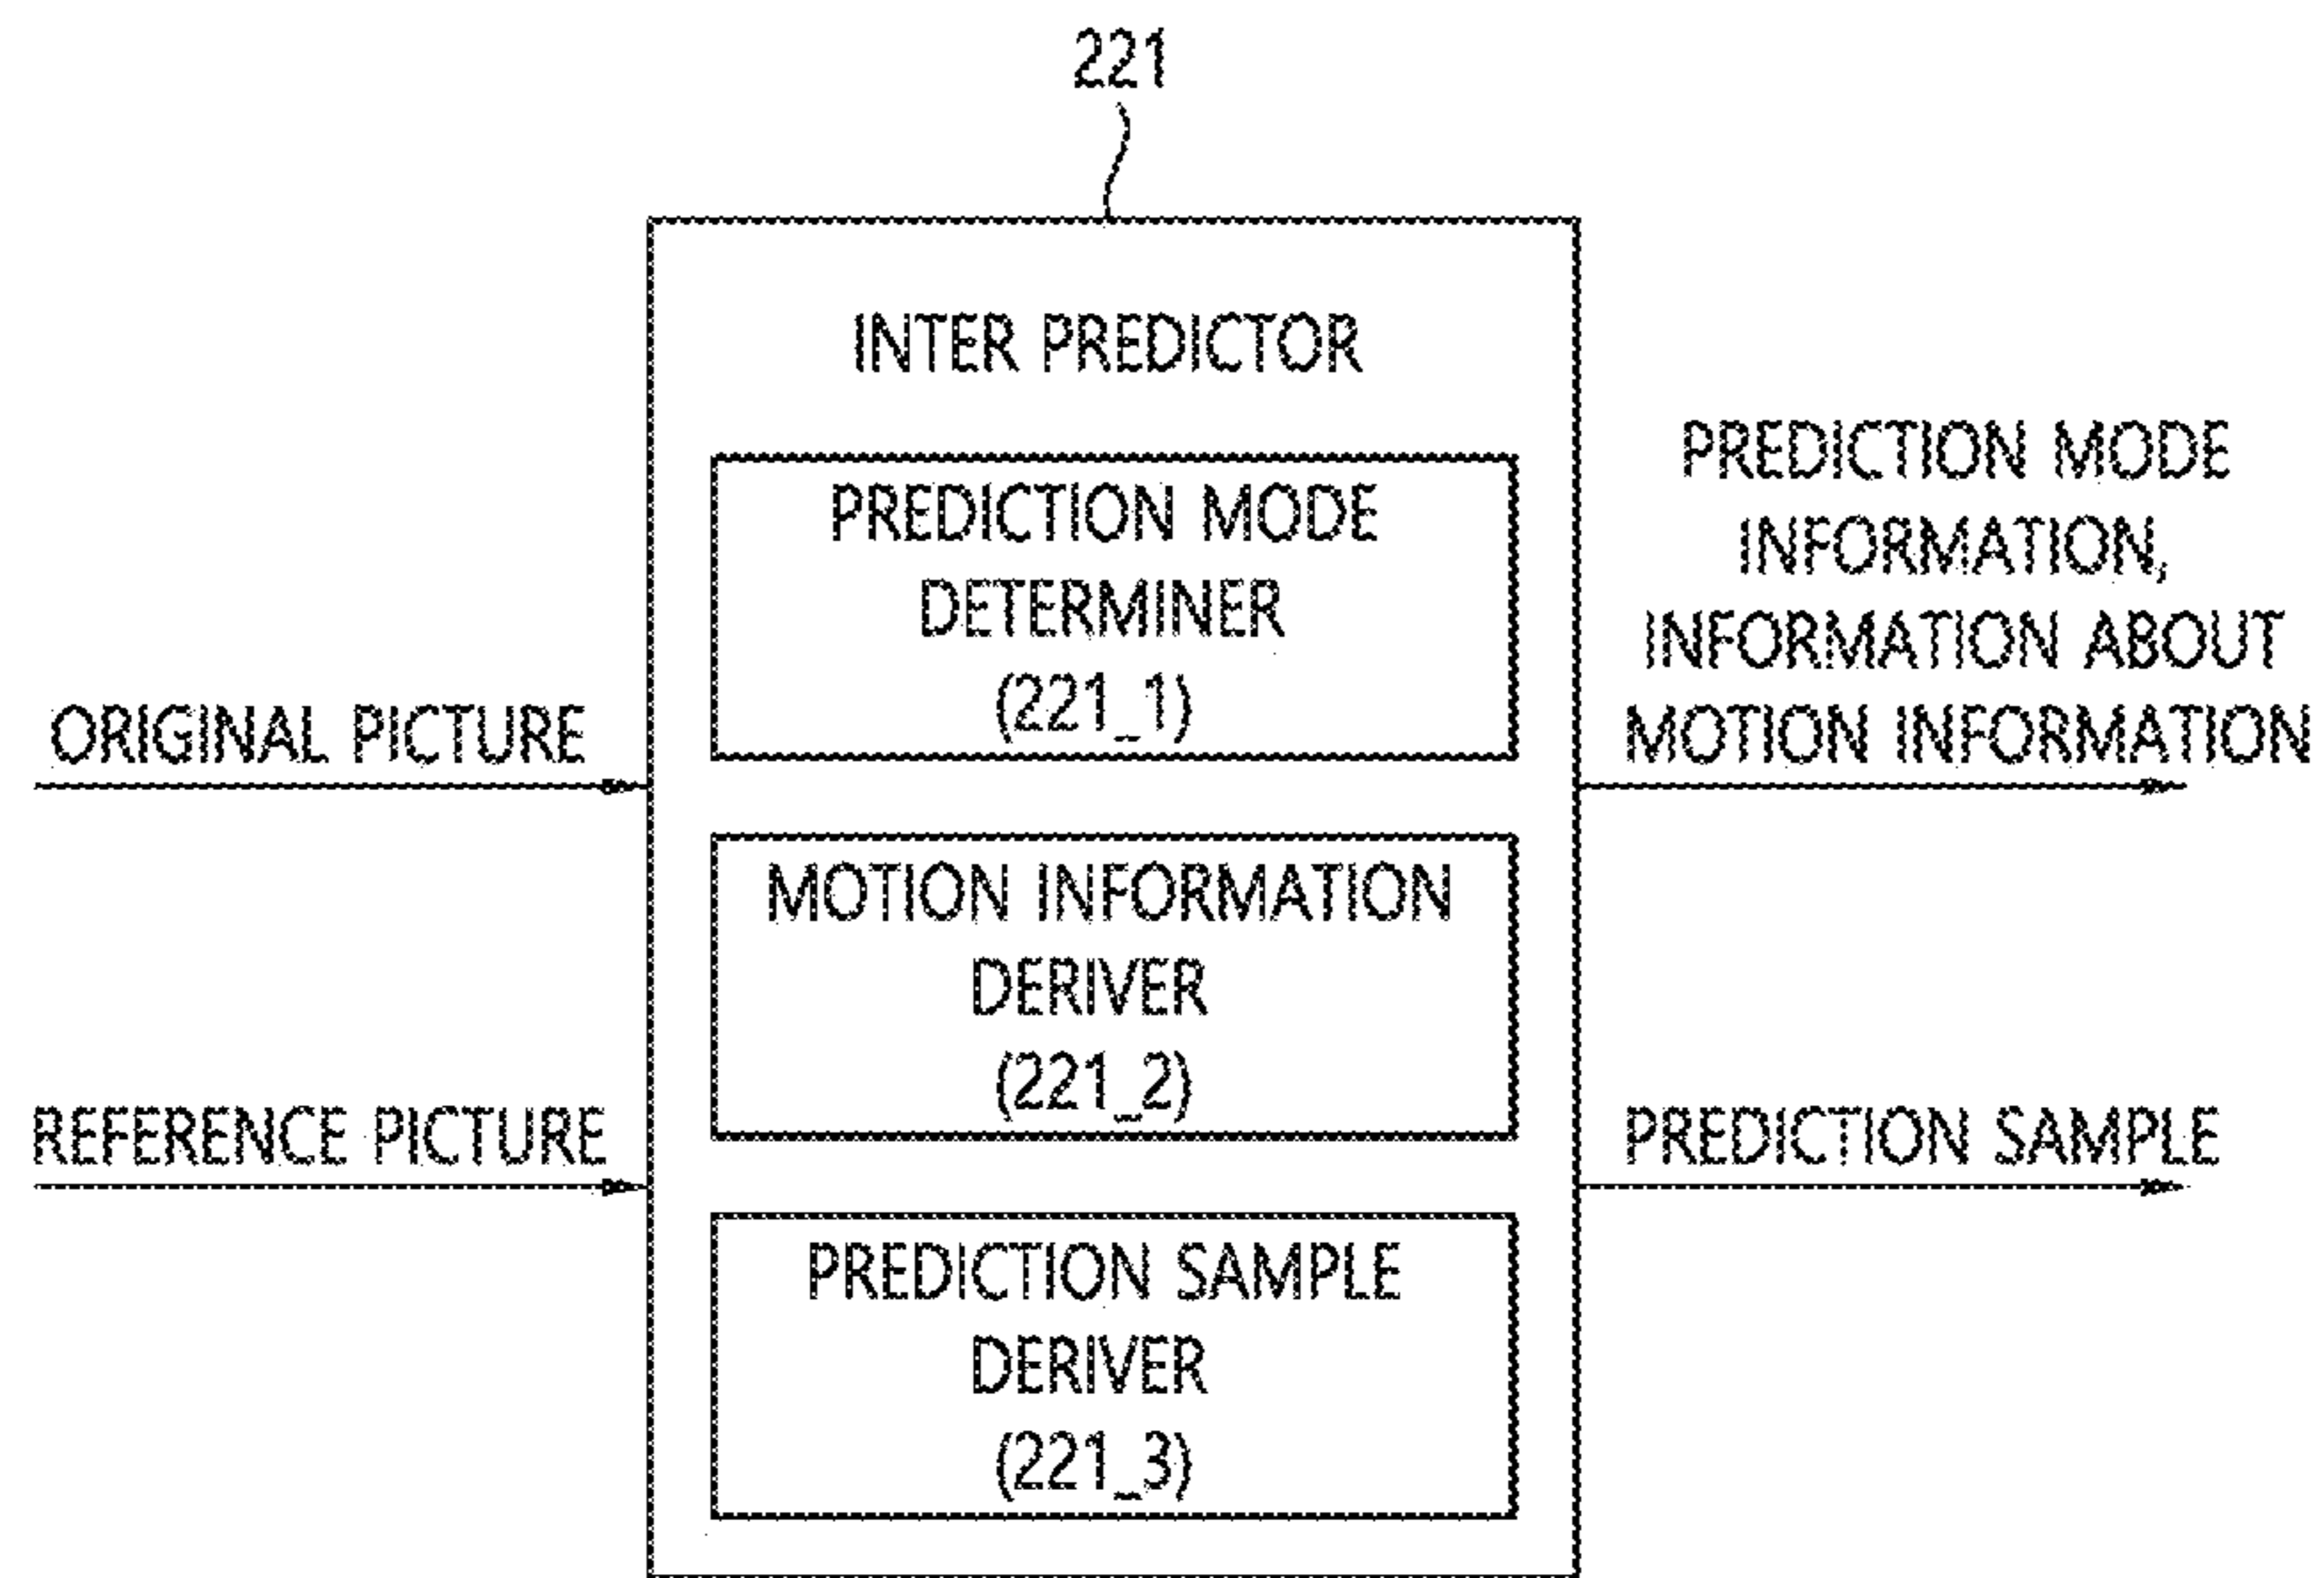 221
INTER PREDICTOR
PREDICTION MODE
DETERMINER
(221_1)
MOTION INFORMATION
DERIVER
(221_2)
PREDICTION SAMPLE
DERIVER
(221_3)
ORIGINAL PICTURE
REFERENCE PICTURE
PREDICTION MODE
INFORMATION,
INFORMATION ABOUT
MOTION INFORMATION
PREDICTION SAMPLE